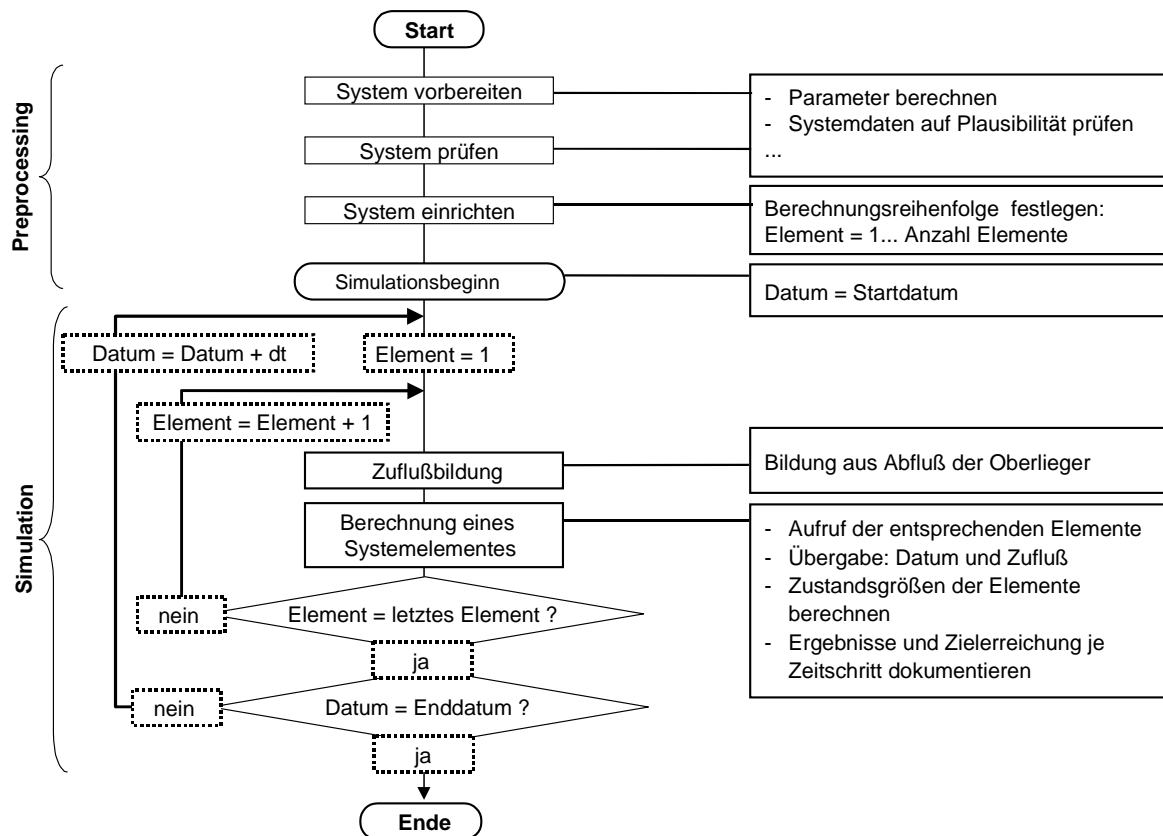 Start
Preprocessing
System vorbereiten
- Parameter berechnen
- Systemdaten auf Plausibilität prüfen
...
System prüfen
System einrichten
Berechnungsreihenfolge festlegen:
Element = 1... Anzahl Elemente
Simulationsbeginn
Datum = Startdatum
Simulation
Datum = Datum + dt
Element = 1
Element = Element + 1
Zuflußbildung
Bildung aus Abfluß der Oberlieger
Berechnung eines
Systemelementes
- Aufruf der entsprechenden Elemente
- Übergabe: Datum und Zufluß
- Zustandsgrößen der Elemente
berechnen
- Ergebnisse und Zielerreichung je
Zeitschritt dokumentieren
nein
Element = letztes Element ?
ja
nein
Datum = Enddatum ?
ja
Ende